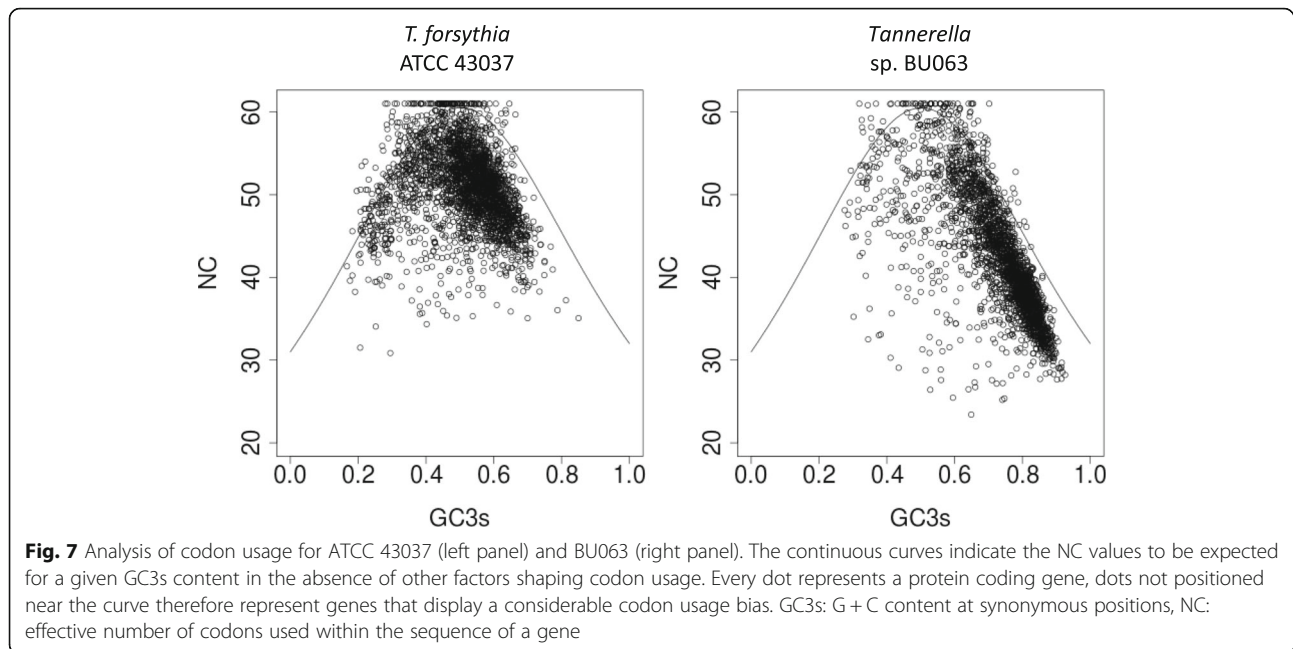 T. forsythia
ATCC 43037
Tannerella
sp. BU063
60
50
40
30
20
NC
0.0 0.2 0.4 0.6 0.8 1.0
GC3s
60
50
40
30
20
NC
0.0 0.2 0.4 0.6 0.8 1.0
GC3s
Fig. 7 Analysis of codon usage for ATCC 43037 (left panel) and BU063 (right panel). The continuous curves indicate the NC values to be expected
for a given GC3s content in the absence of other factors shaping codon usage. Every dot represents a protein coding gene, dots not positioned
near the curve therefore represent genes that display a considerable codon usage bias. GC3s: G + C content at synonymous positions, NC:
effective number of codons used within the sequence of a gene